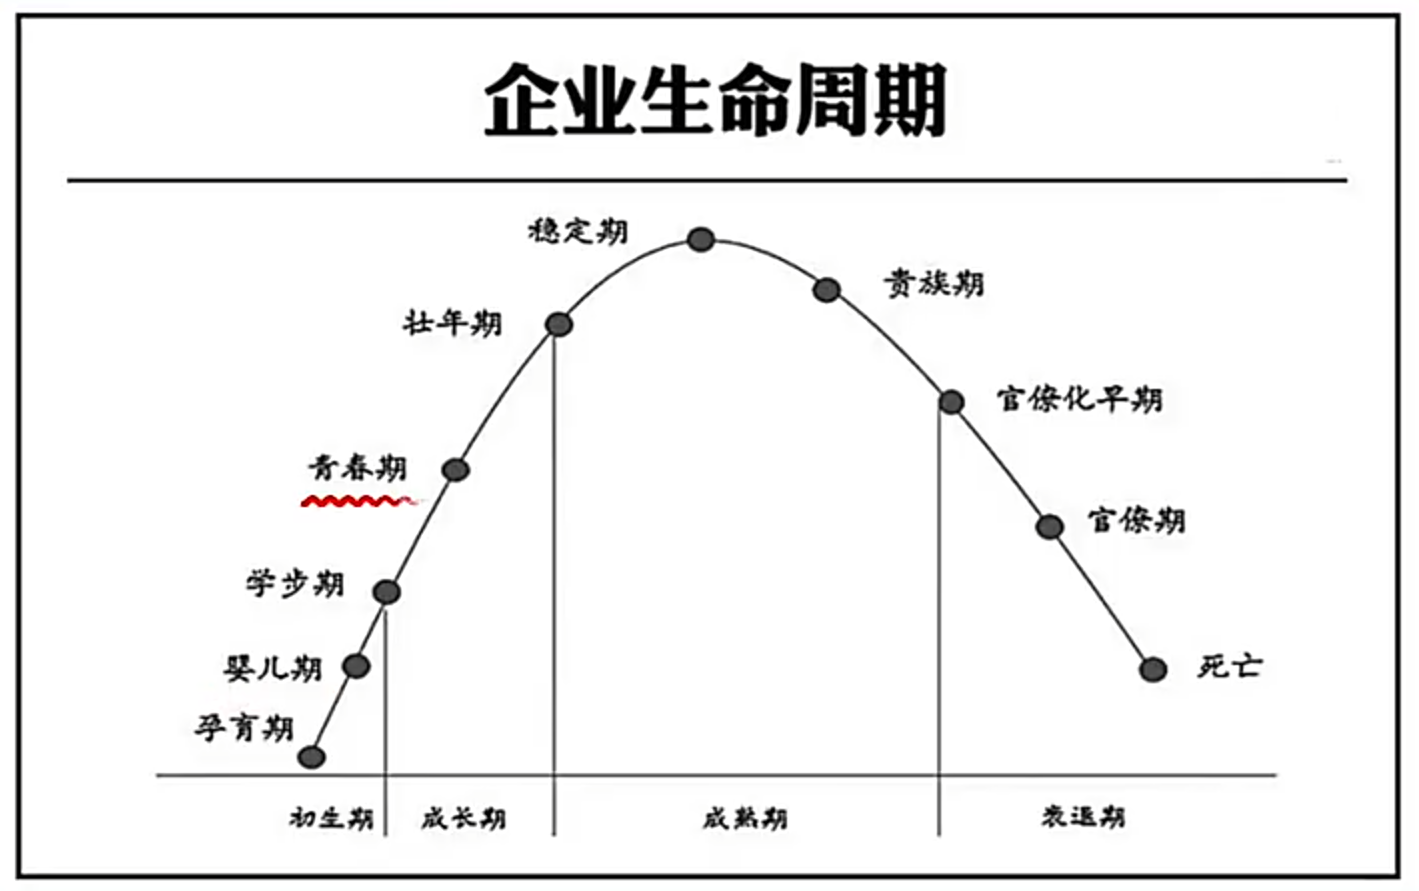 企业生命周期
稳定期
贵族期
壮年期
官僚化早期
青春期
官僚期
学步期
婴儿期
死亡
孕育期
初生期
成长期
成熟期
衰退期